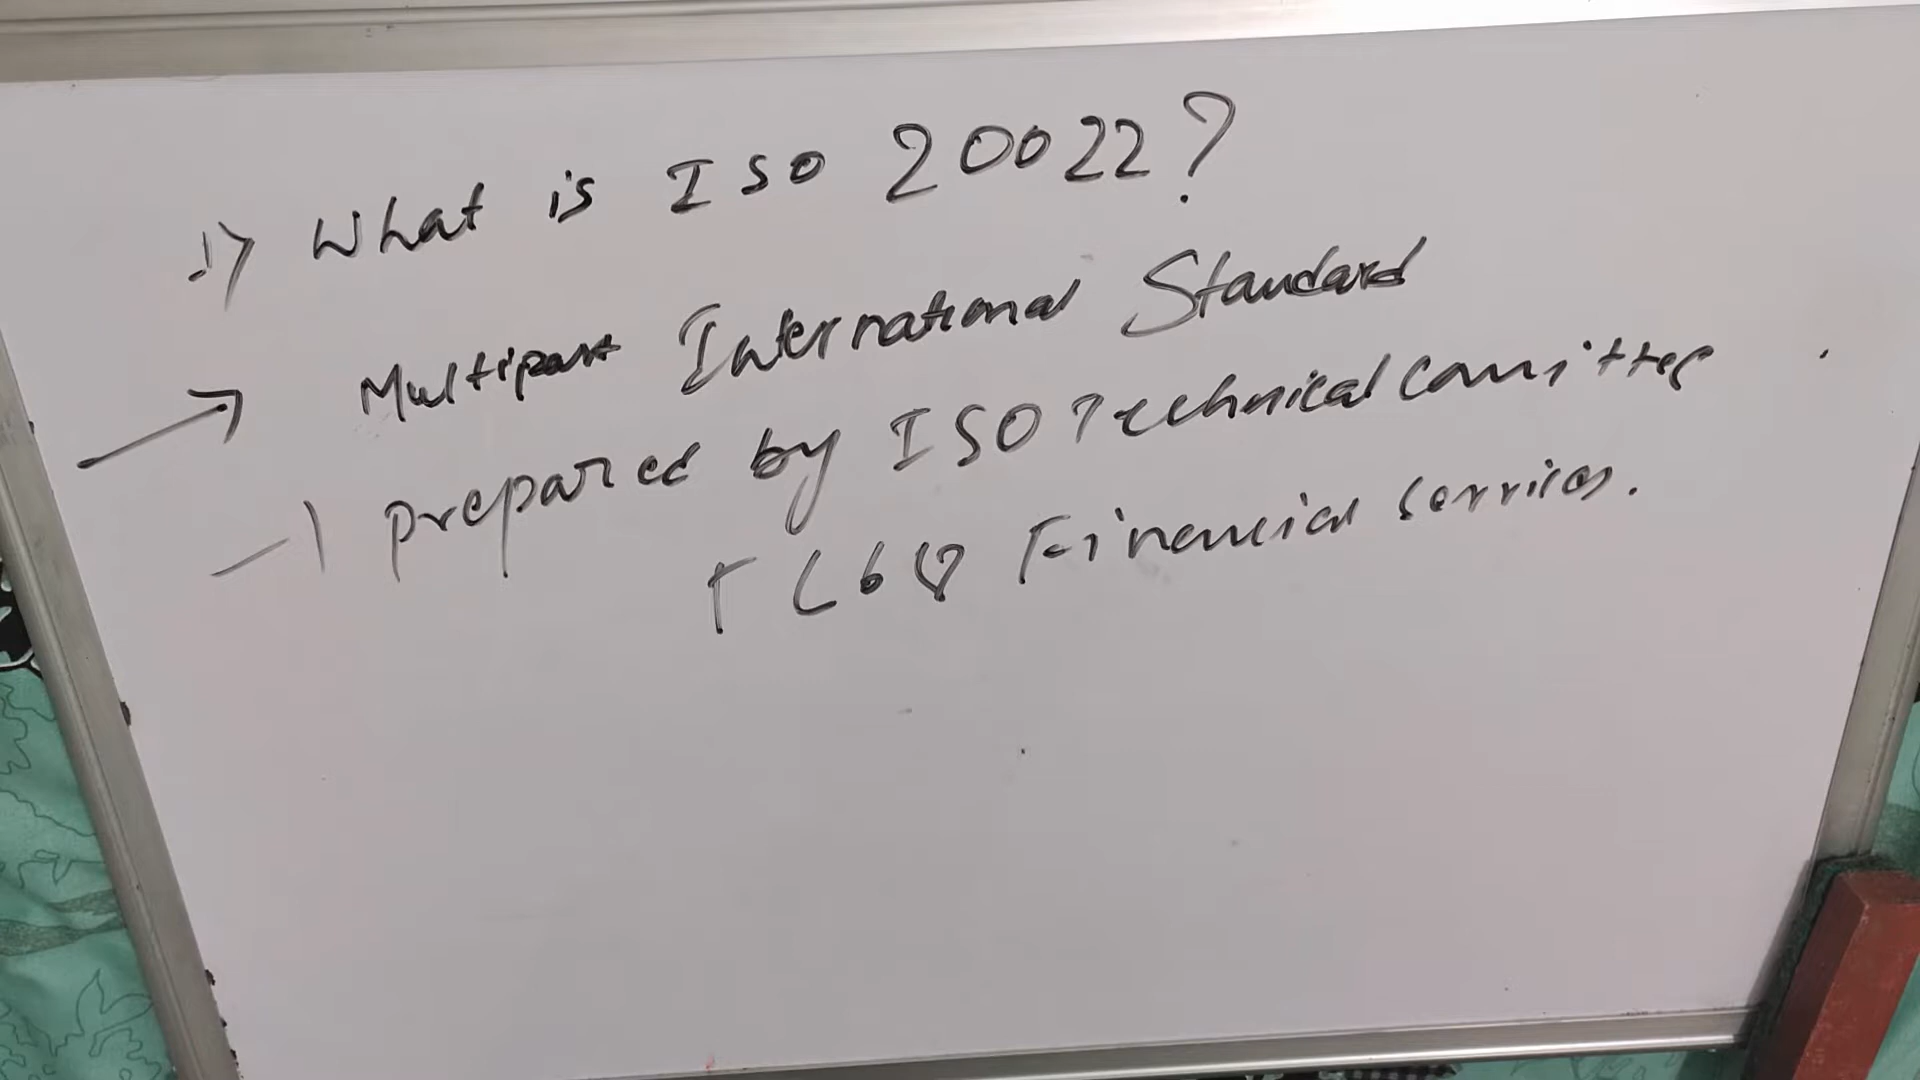 1) What is ISO 20022?
→ Multipart International Standard
→ prepared by ISO Technical Committee
TC68 Financial Services.